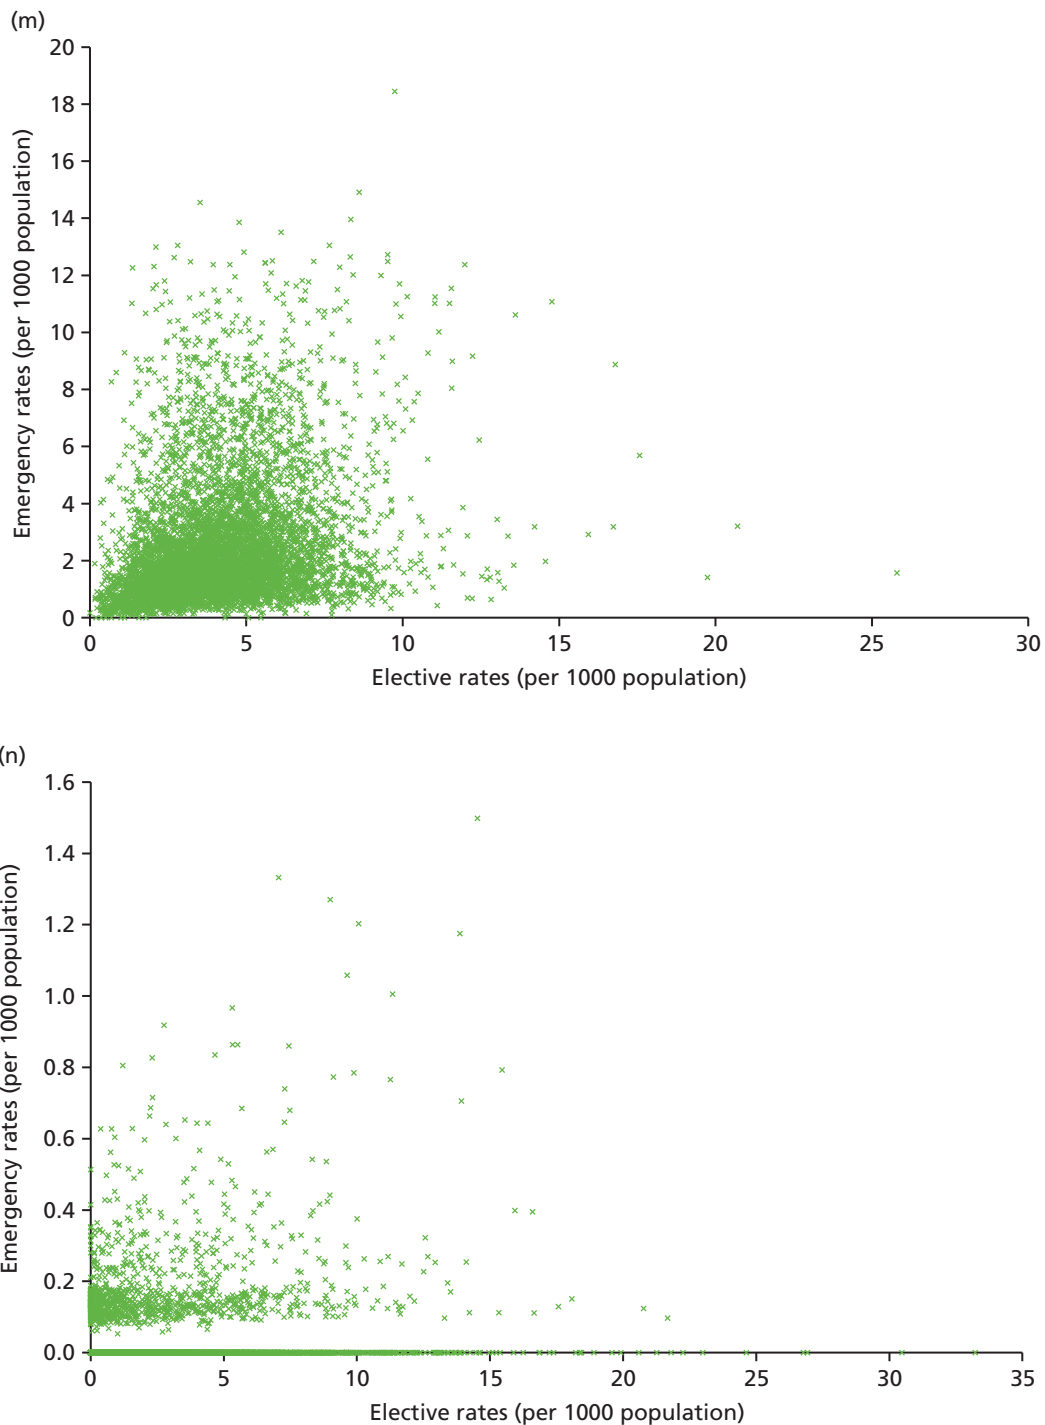 (m)
20
18
16
14
12
10
8
6
4
2
0
Emergency rates (per 1000 population)
0 5 10 15 20 25 30
Elective rates (per 1000 population)
(n)
1.6
1.4
1.2
1.0
0.8
0.6
0.4
0.2
0.0
Emergency rates (per 1000 population)
0 5 10 15 20 25 30 35
Elective rates (per 1000 population)